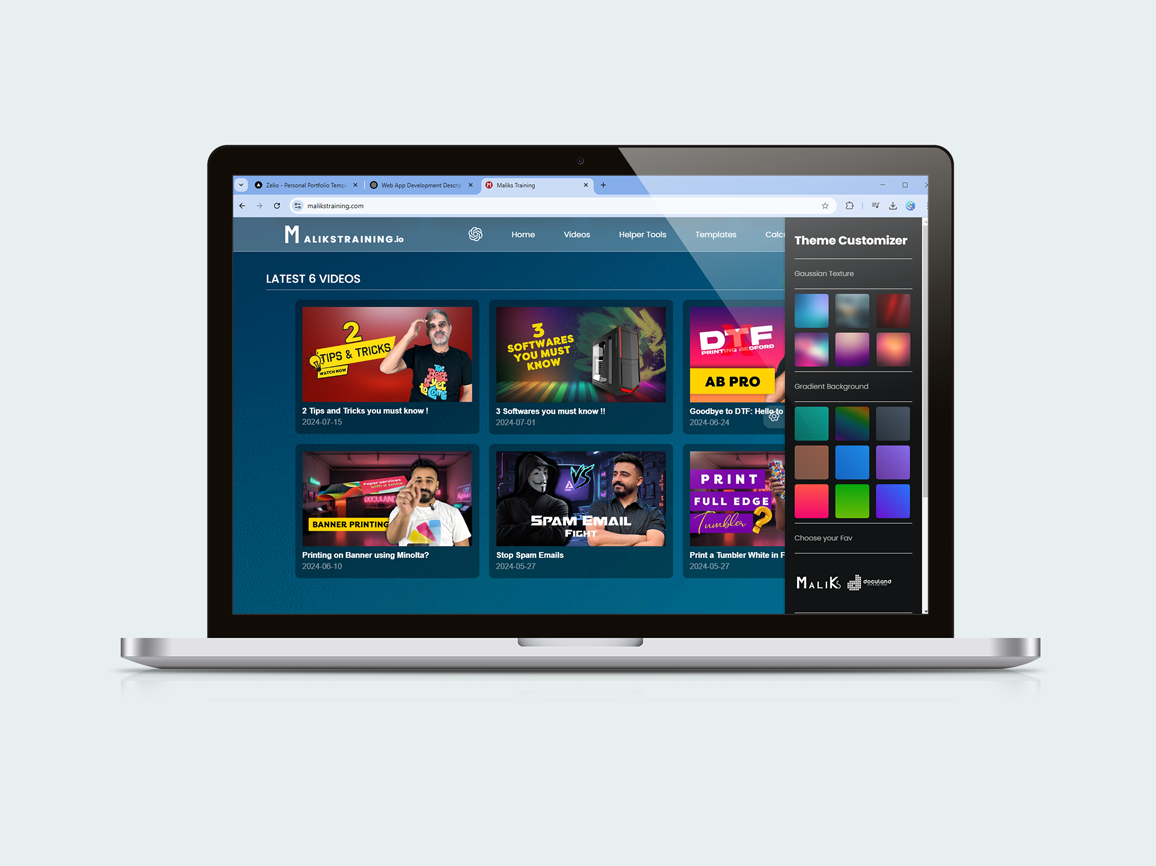 Zelio - Personal Portfolio Temp
Web App Development Descrip
Maliks Training
malikstraining.com
MALIKSTRAINING.io
Home
Videos
Helper Tools
Templates
Calc
LATEST 6 VIDEOS
2
TIPS & TRICKS
WATCH NOW
2 Tips and Tricks you must know !
2024-07-15
3
SOFTWARES
YOU MUST
KNOW
3 Softwares you must know !!
2024-07-01
DTF
PRINTING
AB PRO
Goodbye to DTF: Hello to
2024-06-24
BANNER PRINTING
Printing on Banner using Minolta?
2024-06-10
VS
SPAM EMAIL
FIGHT
Stop Spam Emails
2024-05-27
PRINT
FULL EDGE
Tumbler ?
Print a Tumbler White in F
2024-05-27
Theme Customizer
Gaussian Texture
Gradient Background
Choose your Fav
MALIKS
doculand